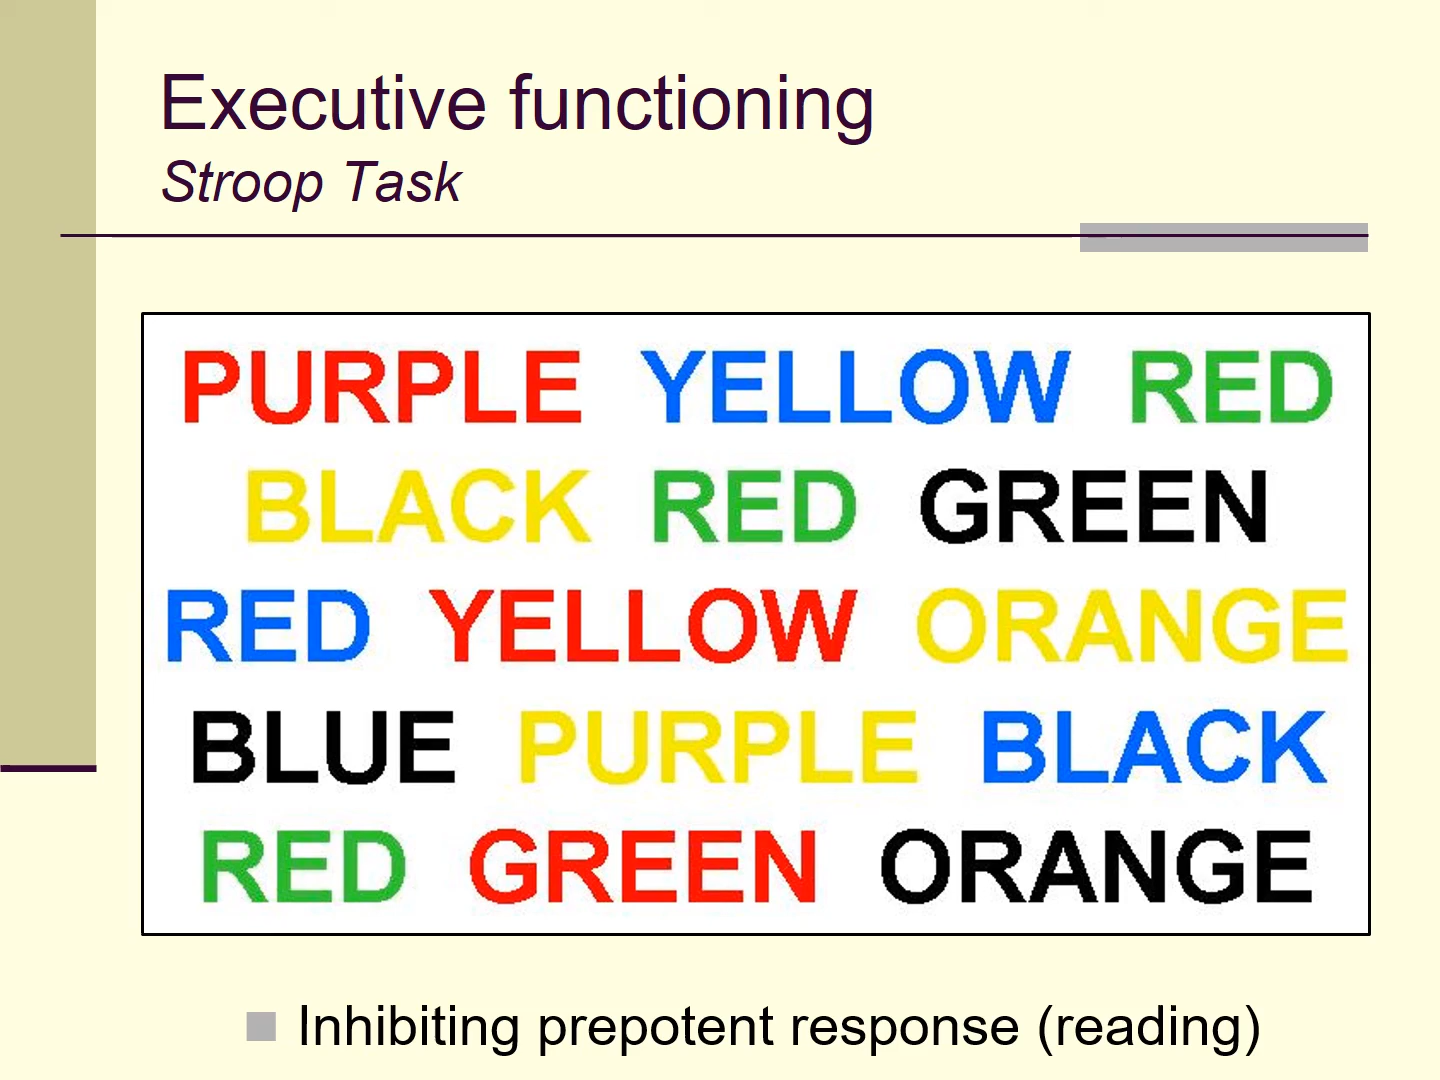 Executive functioning
Stroop Task
PURPLE YELLOW RED
BLACK RED GREEN
RED YELLOW ORANGE
BLUE PURPLE BLACK
RED GREEN ORANGE
Inhibiting prepotent response (reading)